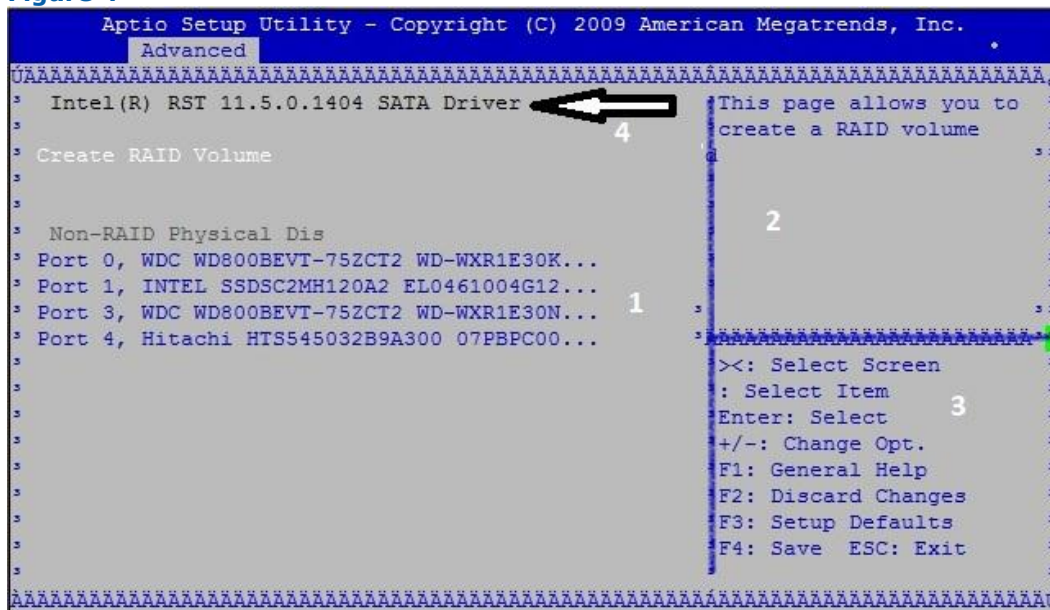 Aptio Setup Utility - Copyright (C) 2009 American Megatrends, Inc.
Advanced
Intel(R) RST 11.5.0.1404 SATA Driver
4
Create RAID Volume
Non-RAID Physical Dis
Port 0, WDC WD800BEVT-75ZCT2 WD-WXR1E30K...
Port 1, INTEL SSDSC2MH120A2 EL0461004G12...
Port 3, WDC WD800BEVT-75ZCT2 WD-WXR1E30N...
Port 4, Hitachi HTS545032B9A300 07PBPC00...
1
This page allows you to
create a RAID volume
2
><: Select Screen
: Select Item
Enter: Select
+/-: Change Opt.
F1: General Help
F2: Discard Changes
F3: Setup Defaults
F4: Save ESC: Exit
3